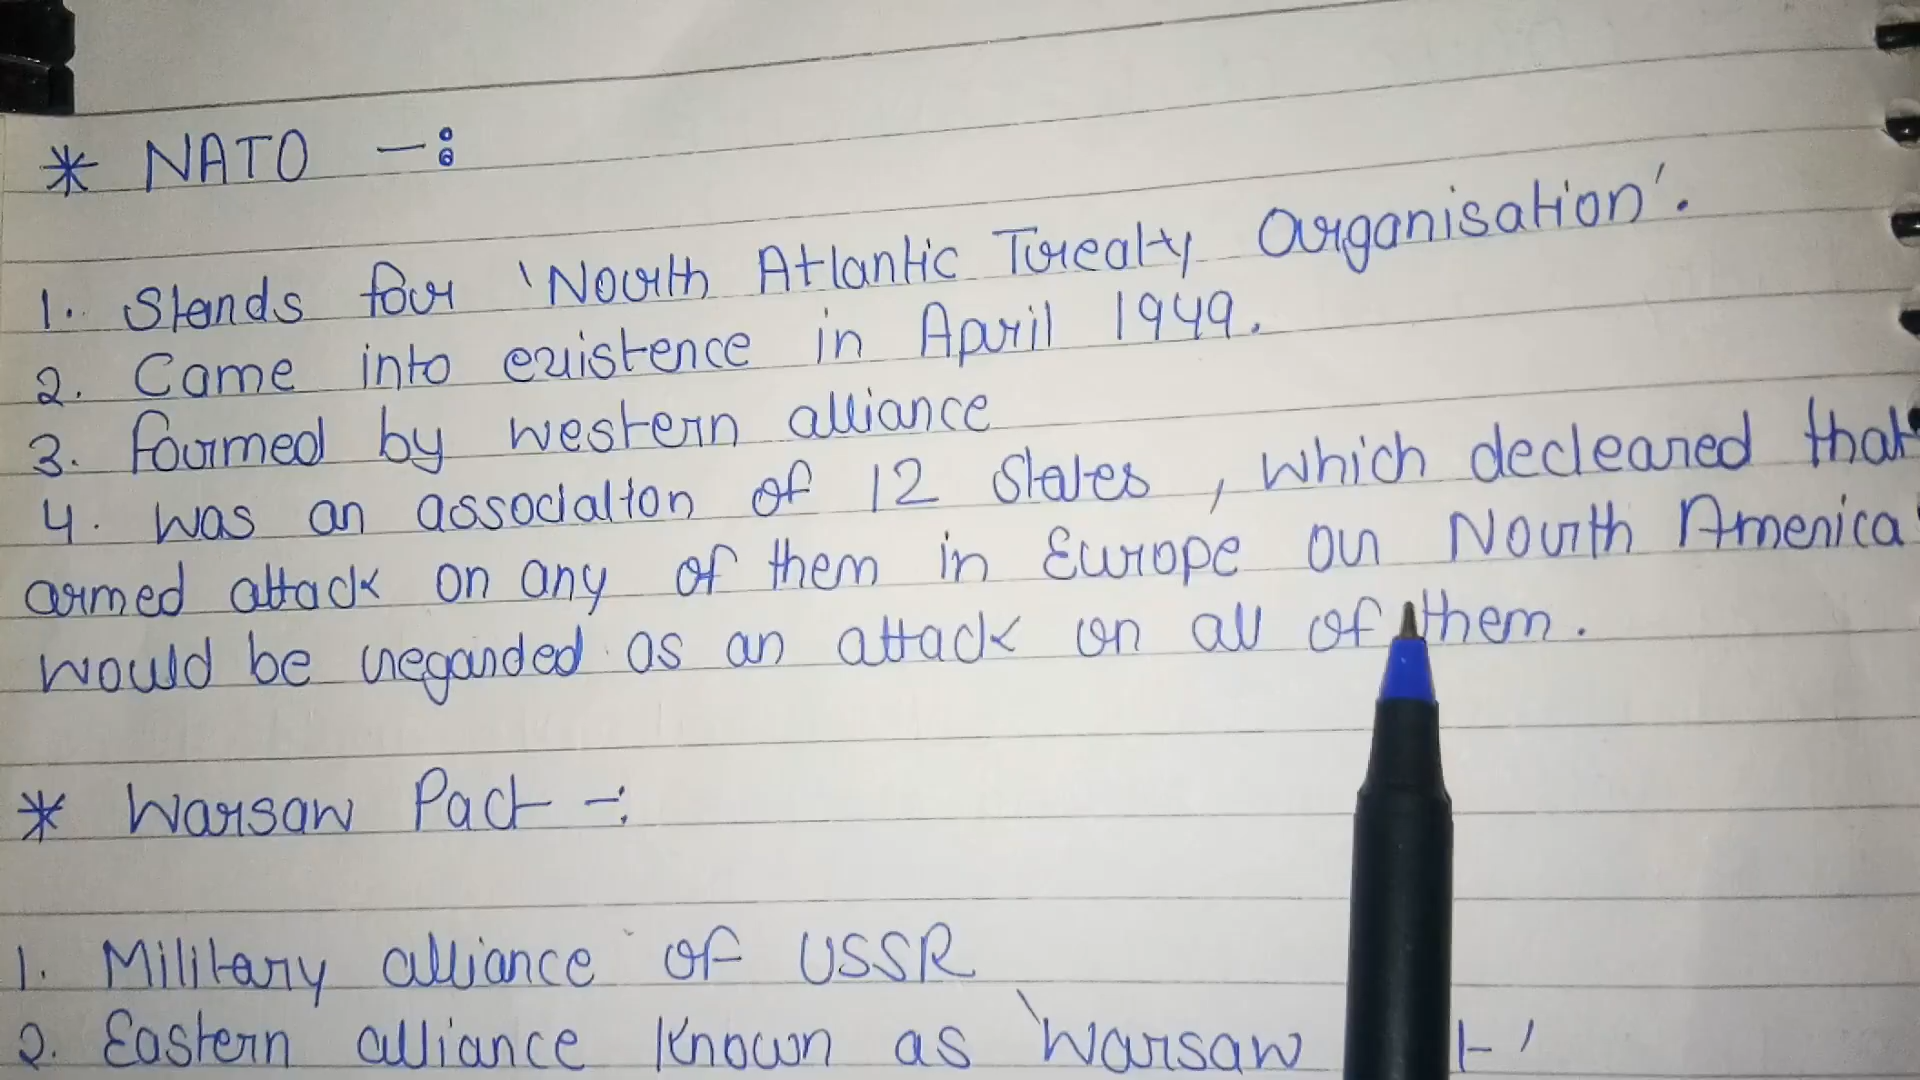 * NATO -:
1. Stands for 'North Atlantic Treaty Organisation'.
2. Came into existence in April 1949.
3. formed by western alliance
4. was an association of 12 States, which decleared that
armed attack on any of them in Europe or North America
would be regarded as an attack on all of them.
* Warsaw Pact -:
1. Military alliance of USSR
2. Eastern alliance known as 'Warsaw